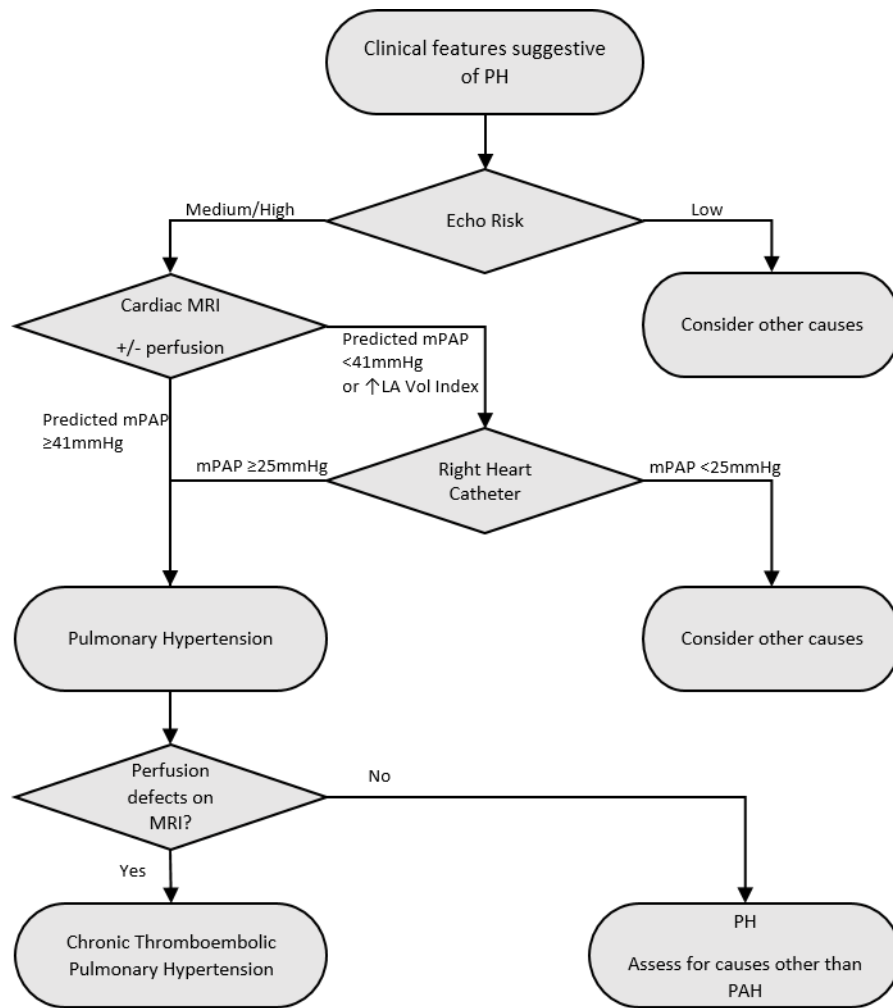 Clinical features suggestive
of PH
Medium/High
Echo Risk
Low
Cardiac MRI
+/- perfusion
Predicted mPAP
<41mmHg
or ↑LA Vol Index
Consider other causes
Predicted mPAP
≥41mmHg
mPAP ≥25mmHg
Right Heart
Catheter
mPAP <25mmHg
Pulmonary Hypertension
Consider other causes
Perfusion
defects on
MRI?
No
Yes
Chronic Thromboembolic
Pulmonary Hypertension
PH
Assess for causes other than
PAH